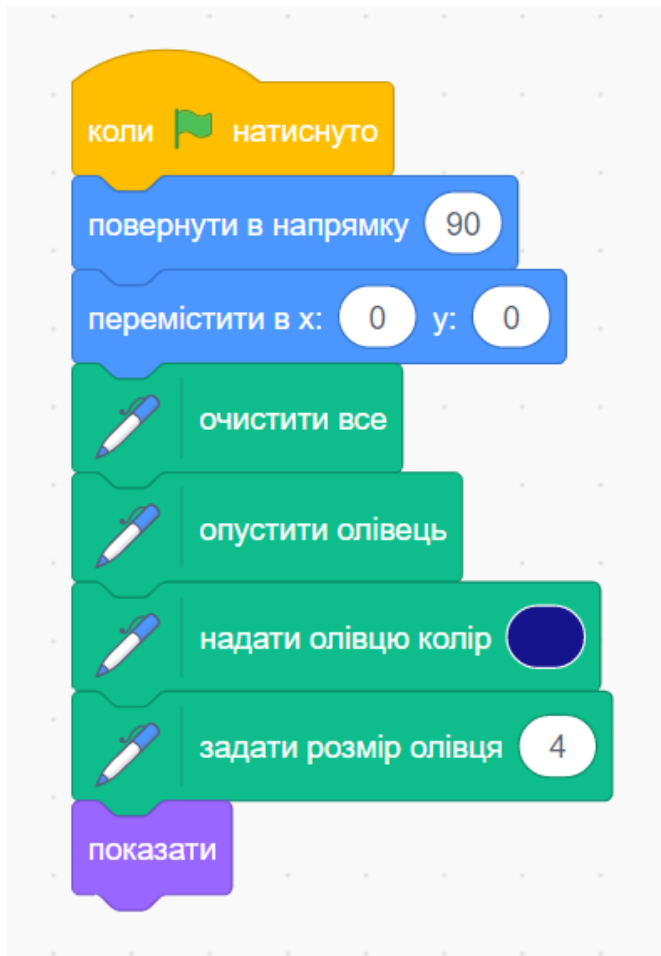 коли натиснуто
повернути в напрямку 90
перемістити в x: 0 y: 0
очистити все
опустити олівець
надати олівцю колір
задати розмір олівця 4
показати